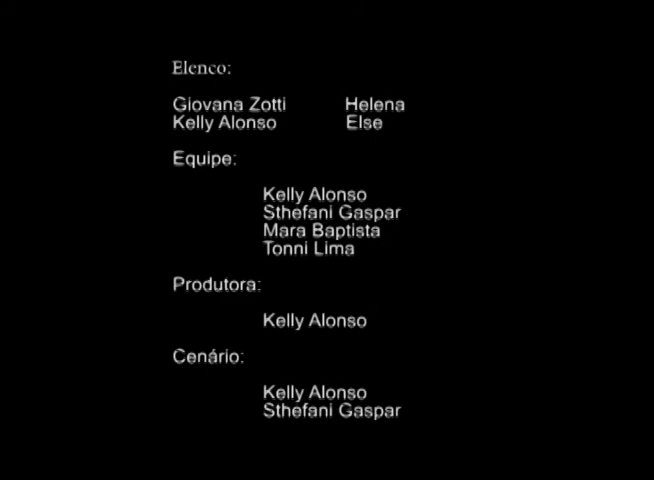 Elenco:
Giovana Zotti Helena
Kelly Alonso Else
Equipe:
Kelly Alonso
Sthefani Gaspar
Mara Baptista
Tonni Lima
Produtora:
Kelly Alonso
Cenário:
Kelly Alonso
Sthefani Gaspar